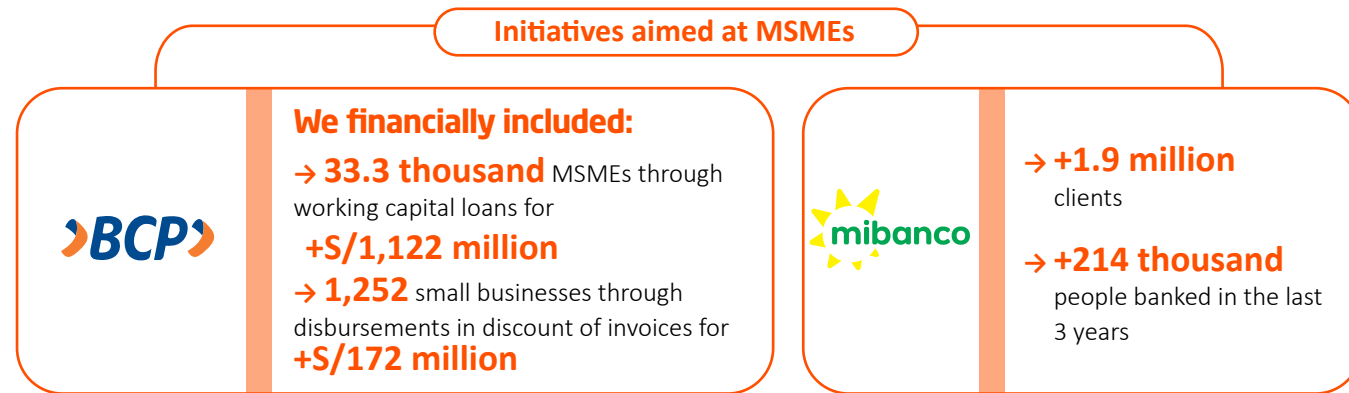 Initiatives aimed at MSMEs
BCP
We financially included:
→ 33.3 thousand MSMEs through
working capital loans for
+S/1,122 million
→ 1,252 small businesses through
disbursements in discount of invoices for
+S/172 million
mibanco
→ +1.9 million
clients
→ +214 thousand
people banked in the last
3 years